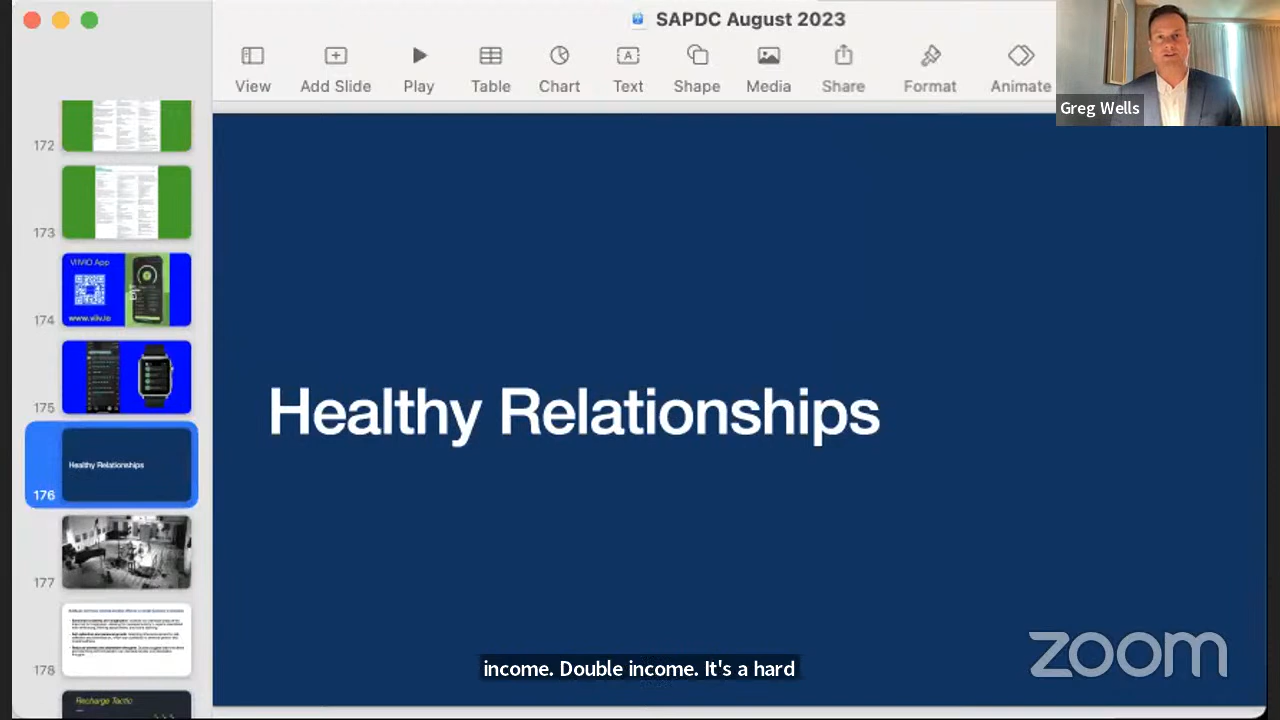 SAPDC August 2023
View
Add Slide
Play
Table
Chart
Text
Shape
Media
Share
Format
Animate
Greg Wells
172
173
VIIVIO App
www.viiv.io
174
175
Healthy Relationships
176
177
178
Recharge Tactic
Healthy Relationships
income. Double income. It's a hard
zoom